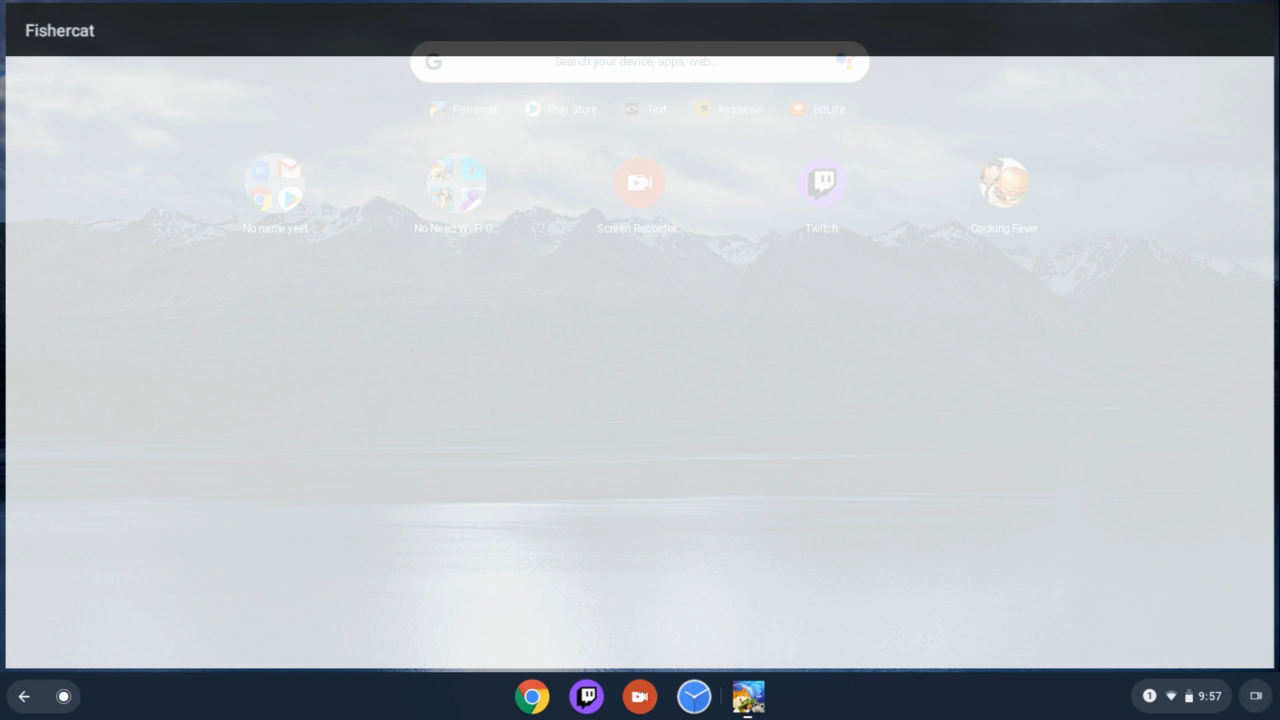 Fishercat
Search your device, apps, web...
Fishercat Play Store Text Assassin BitLife
No name yeet No Need Wi-Fi G... Screen Recorder... Twitch Cooking Fever
1 9:57